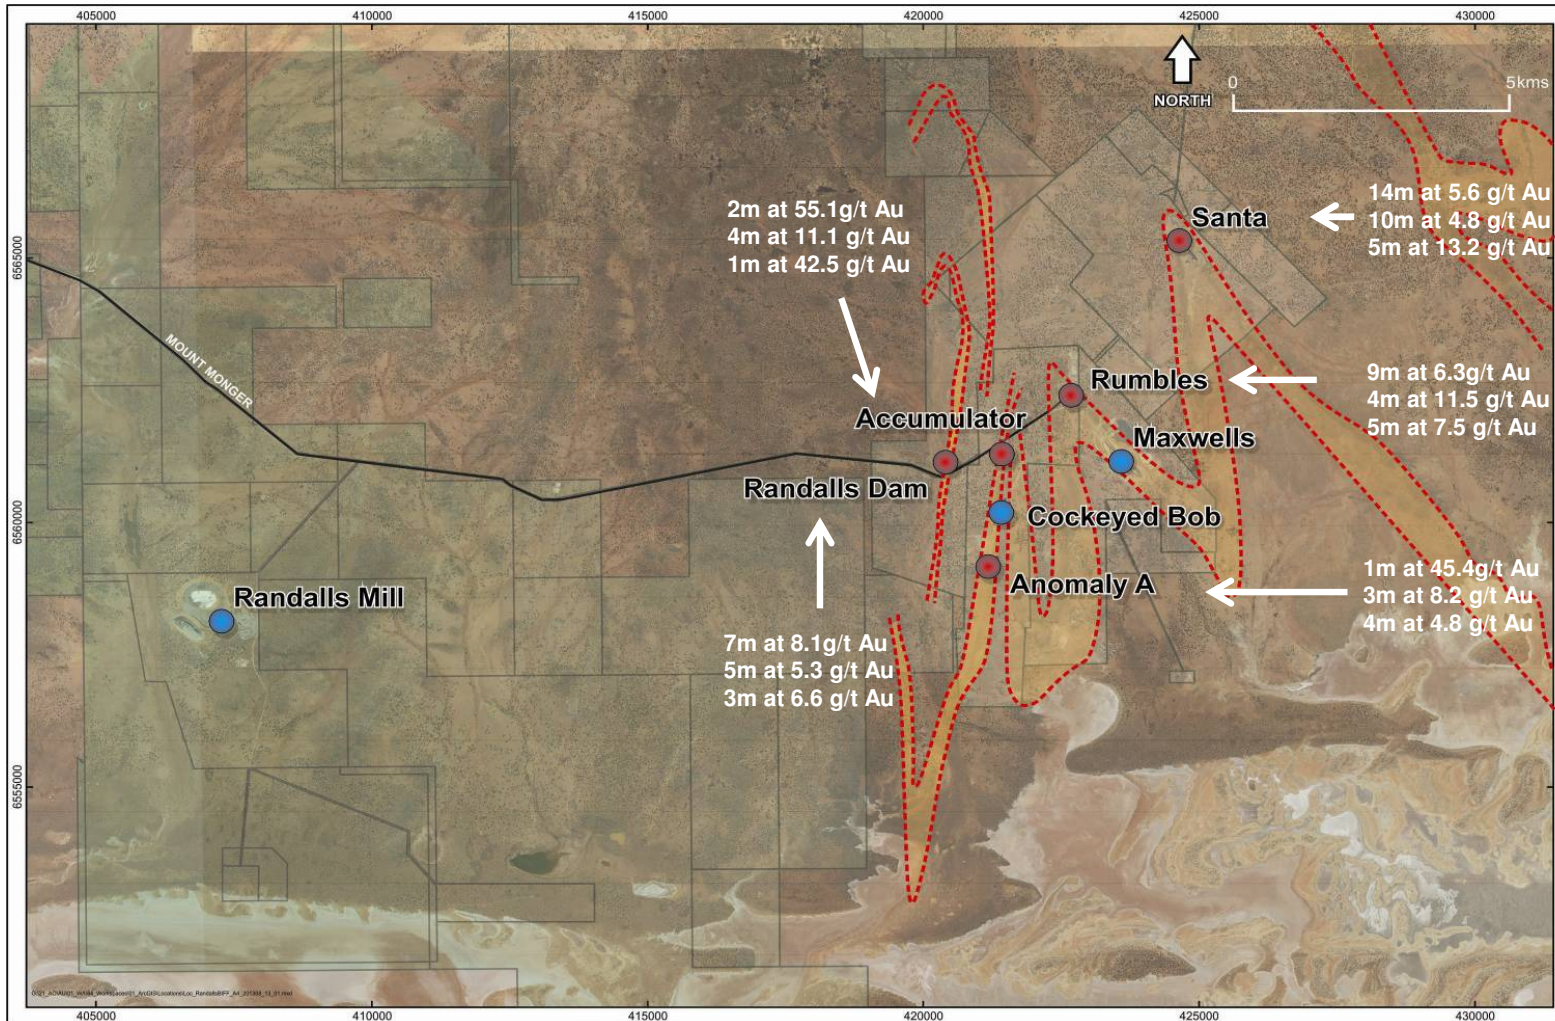 405000
410000
415000
420000
425000
430000
NORTH
0
5kms
Santa
14m at 5.6 g/t Au
10m at 4.8 g/t Au
5m at 13.2 g/t Au
2m at 55.1g/t Au
4m at 11.1 g/t Au
1m at 42.5 g/t Au
6565000
MOUNT MONGER
Rumbles
9m at 6.3g/t Au
4m at 11.5 g/t Au
5m at 7.5 g/t Au
Accumulator
Maxwells
Randalls Dam
Cockeyed Bob
6560000
Anomaly A
1m at 45.4g/t Au
3m at 8.2 g/t Au
4m at 4.8 g/t Au
Randalls Mill
7m at 8.1g/t Au
5m at 5.3 g/t Au
3m at 6.6 g/t Au
6555000
405000
410000
415000
420000
425000
430000